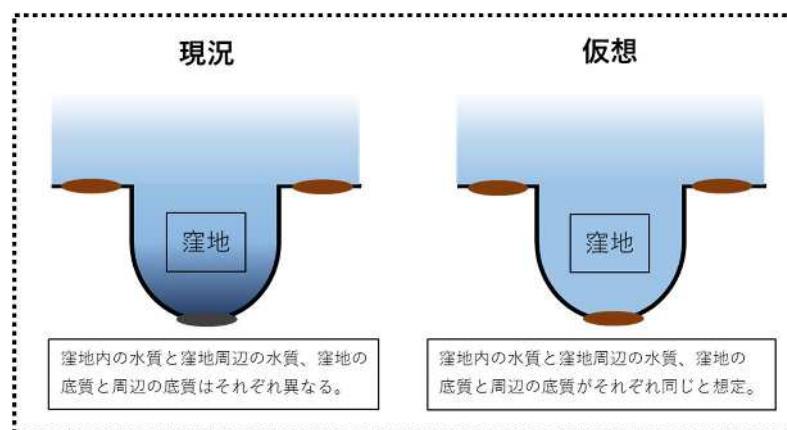 現況
仮想
窪地
窪地
窪地内の水質と窪地周辺の水質、窪地の
底質と周辺の底質はそれぞれ異なる。
窪地内の水質と窪地周辺の水質、窪地の
底質と周辺の底質がそれぞれ同じと想定。